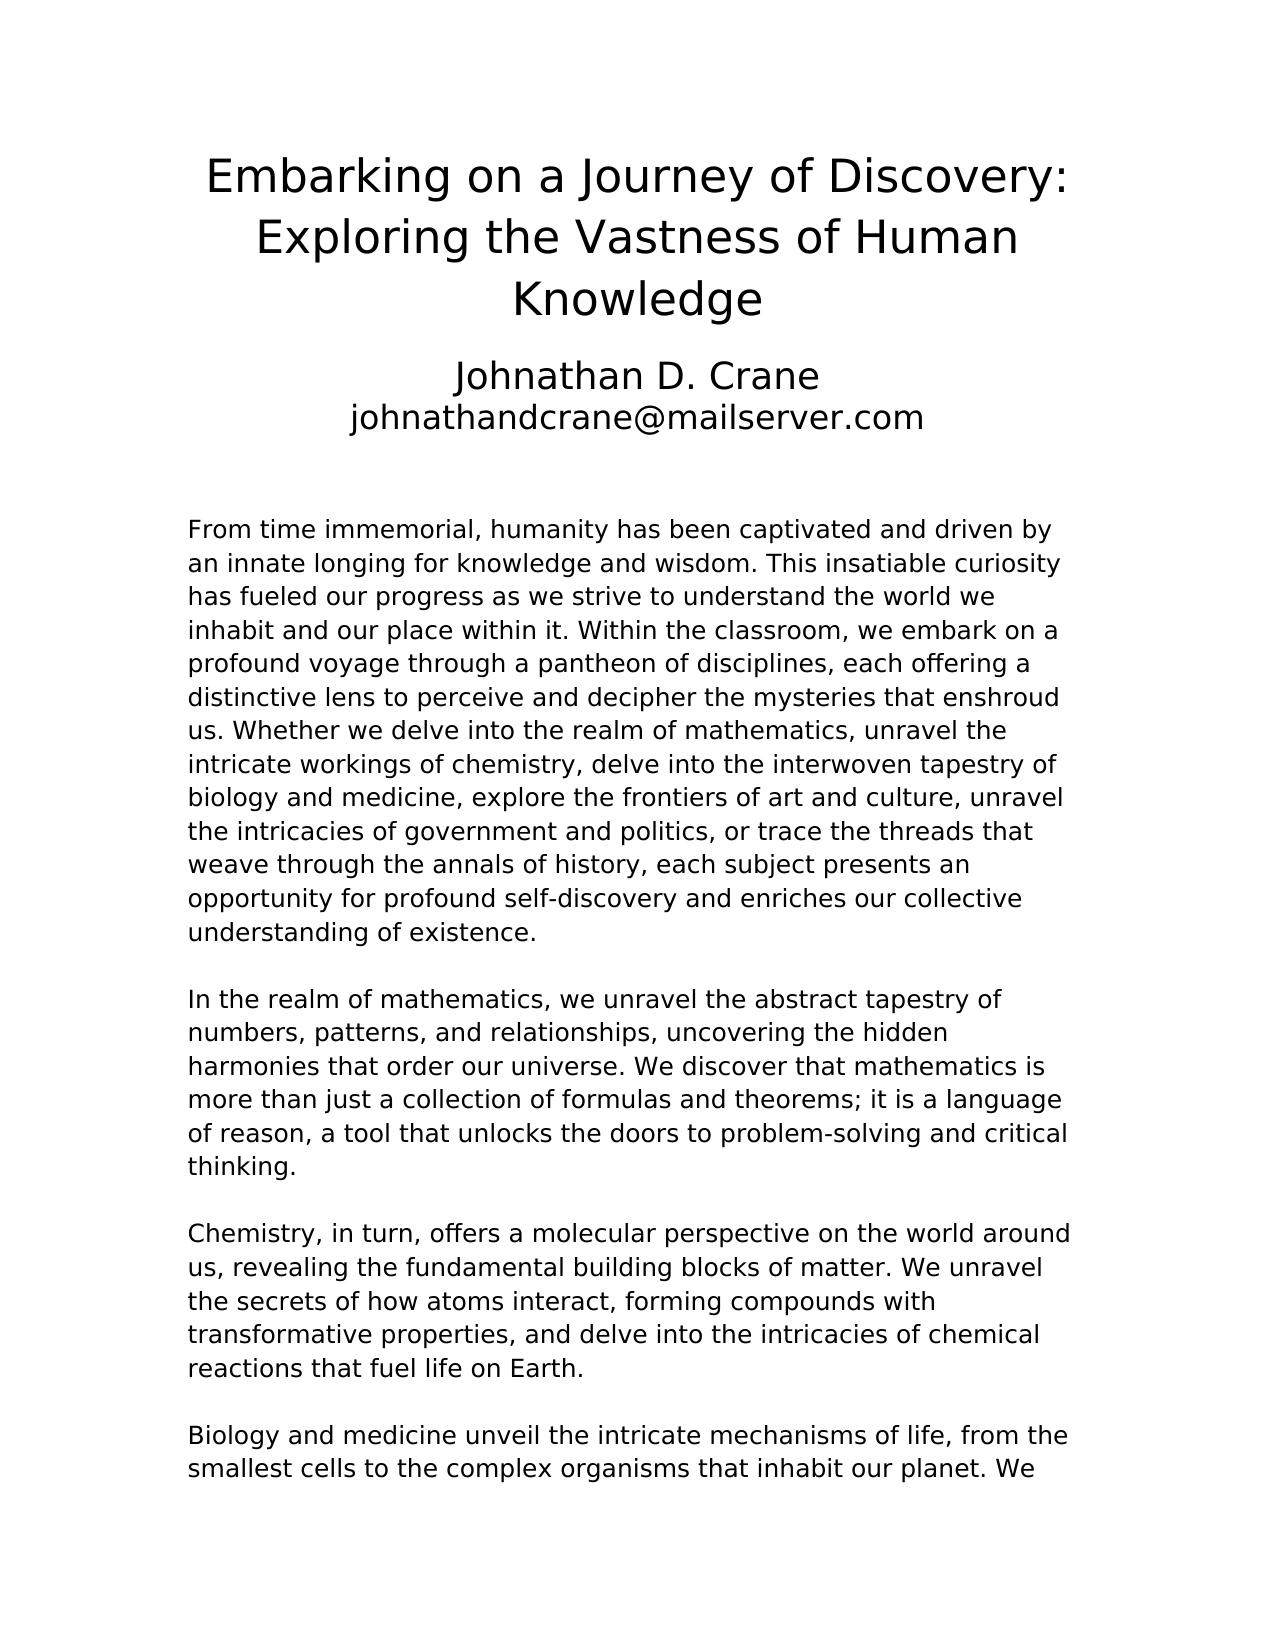 Embarking on a Journey of Discovery:
Exploring the Vastness of Human
Knowledge
Johnathan D. Crane
johnathandcrane@mailserver.com
From time immemorial, humanity has been captivated and driven by
an innate longing for knowledge and wisdom. This insatiable curiosity
has fueled our progress as we strive to understand the world we
inhabit and our place within it. Within the classroom, we embark on a
profound voyage through a pantheon of disciplines, each offering a
distinctive lens to perceive and decipher the mysteries that enshroud
us. Whether we delve into the realm of mathematics, unravel the
intricate workings of chemistry, delve into the interwoven tapestry of
biology and medicine, explore the frontiers of art and culture, unravel
the intricacies of government and politics, or trace the threads that
weave through the annals of history, each subject presents an
opportunity for profound self-discovery and enriches our collective
understanding of existence.
In the realm of mathematics, we unravel the abstract tapestry of
numbers, patterns, and relationships, uncovering the hidden
harmonies that order our universe. We discover that mathematics is
more than just a collection of formulas and theorems; it is a language
of reason, a tool that unlocks the doors to problem-solving and critical
thinking.
Chemistry, in turn, offers a molecular perspective on the world around
us, revealing the fundamental building blocks of matter. We unravel
the secrets of how atoms interact, forming compounds with
transformative properties, and delve into the intricacies of chemical
reactions that fuel life on Earth.
Biology and medicine unveil the intricate mechanisms of life, from the
smallest cells to the complex organisms that inhabit our planet. We